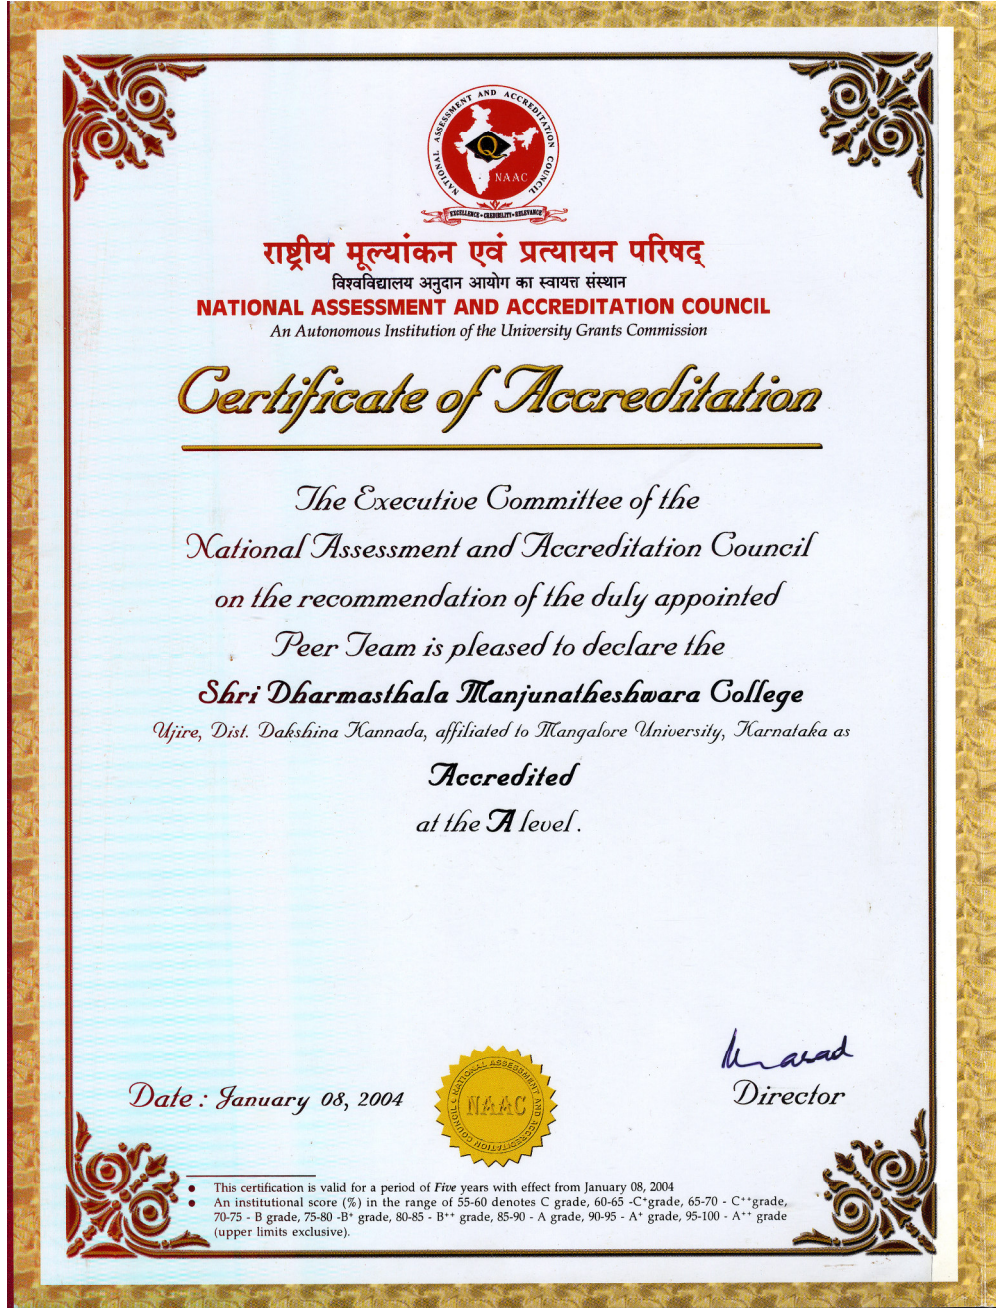 NATIONAL ASSESSMENT AND ACCREDITATION COUNCIL
Q
NAAC
EXCELLENCE • CREDIBILITY • RELEVANCE
राष्ट्रीय मूल्यांकन एवं प्रत्यायन परिषद्
विश्वविद्यालय अनुदान आयोग का स्वायत्त संस्थान
NATIONAL ASSESSMENT AND ACCREDITATION COUNCIL
An Autonomous Institution of the University Grants Commission
Certificate of Accreditation
The Executive Committee of the
National Assessment and Accreditation Council
on the recommendation of the duly appointed
Peer Team is pleased to declare the
Shri Dharmasthala Manjunatheshwara College
Ujire, Dist. Dakshina Kannada, affiliated to Mangalore University, Karnataka as
Accredited
at the A level.
Date : January 08, 2004
NATIONAL ASSESSMENT AND ACCREDITATION COUNCIL
NAAC
Director
• This certification is valid for a period of Five years with effect from January 08, 2004
• An institutional score (%) in the range of 55-60 denotes C grade, 60-65 -C⁺grade, 65-70 - C⁺⁺grade,
70-75 - B grade, 75-80 -B⁺ grade, 80-85 - B⁺⁺ grade, 85-90 - A grade, 90-95 - A⁺ grade, 95-100 - A⁺⁺ grade
(upper limits exclusive).